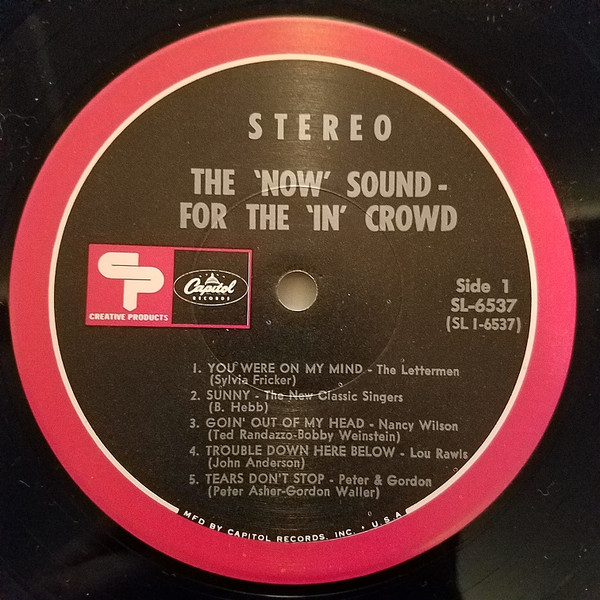 STEREO
THE 'NOW' SOUND -
FOR THE 'IN' CROWD
CP
CREATIVE PRODUCTS
Capitol
RECORDS
Side 1
SL-6537
(SL 1-6537)
1. YOU WERE ON MY MIND - The Lettermen
(Sylvia Fricker)
2. SUNNY - The New Classic Singers
(B. Hebb)
3. GOIN' OUT OF MY HEAD - Nancy Wilson
(Ted Randazzo-Bobby Weinstein)
4. TROUBLE DOWN HERE BELOW - Lou Rawls
(John Anderson)
5. TEARS DON'T STOP - Peter & Gordon
(Peter Asher-Gordon Waller)
MFD BY CAPITOL RECORDS, INC. • U.S.A.